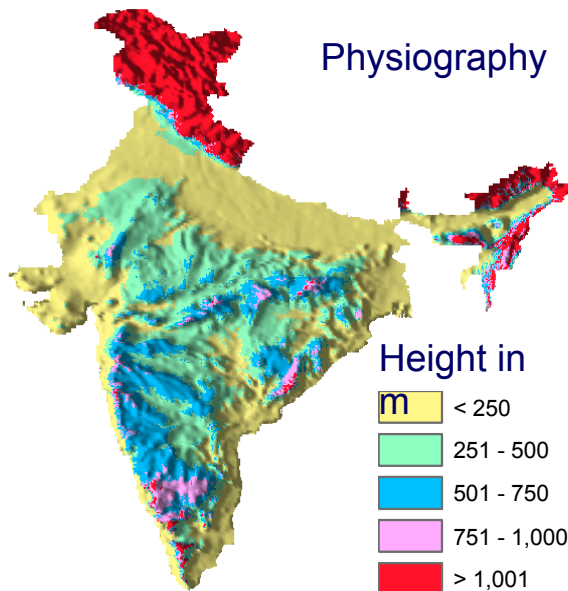 Physiography
Height in
m
< 250
251 - 500
501 - 750
751 - 1,000
> 1,001